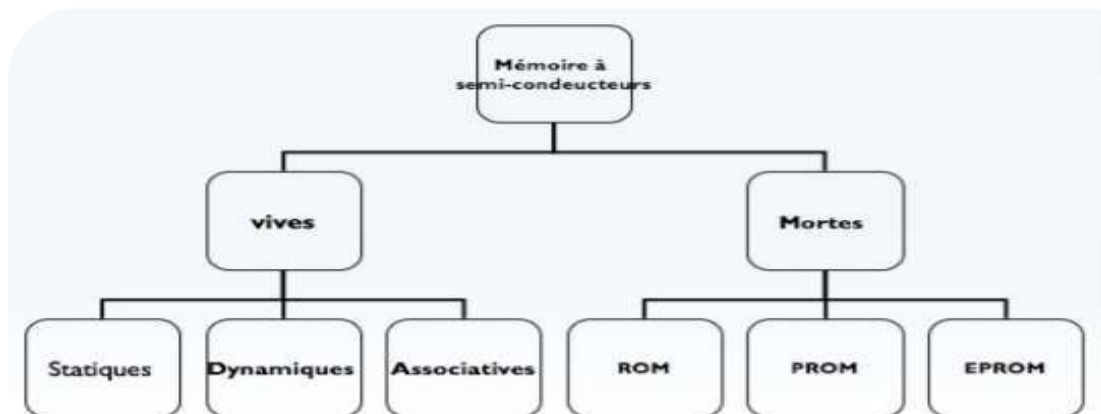 Mémoire à
semi-condeucteurs
vives
Mortes
Statiques
Dynamiques
Associatives
ROM
PROM
EPROM